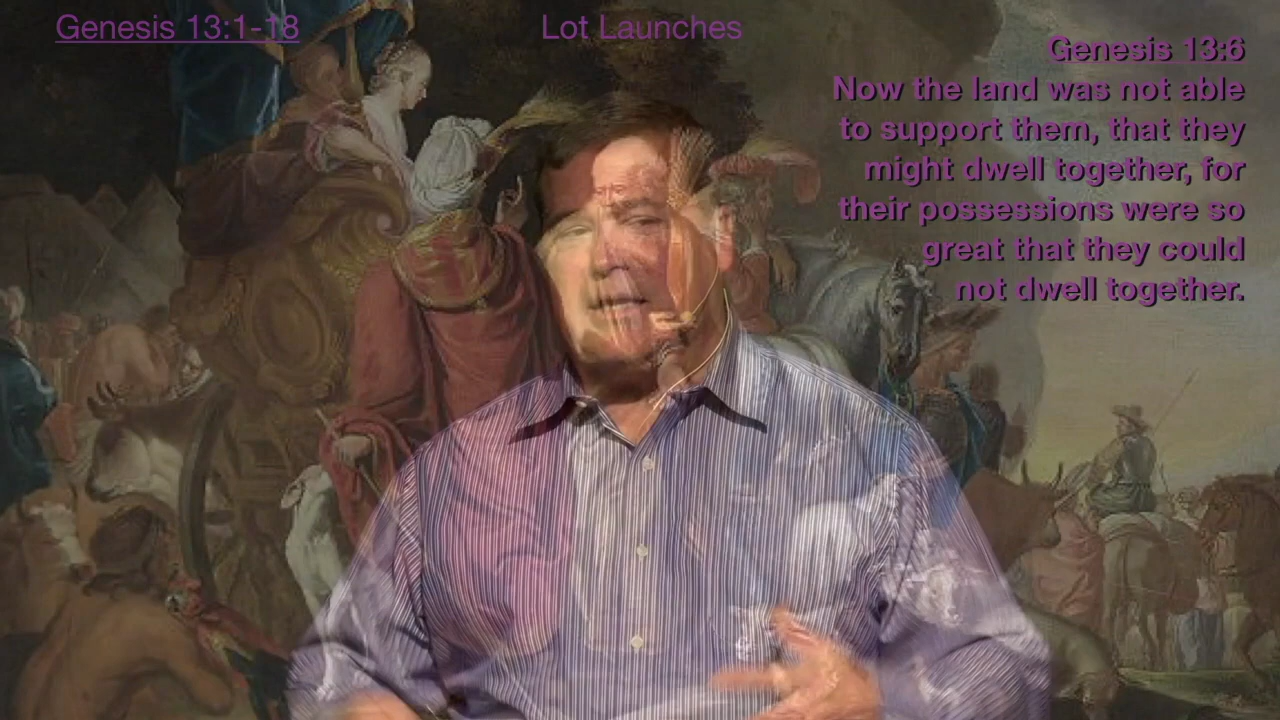 Genesis 13:1-18
Lot Launches
Genesis 13:6
Now the land was not able
to support them, that they
might dwell together, for
their possessions were so
great that they could
not dwell together.